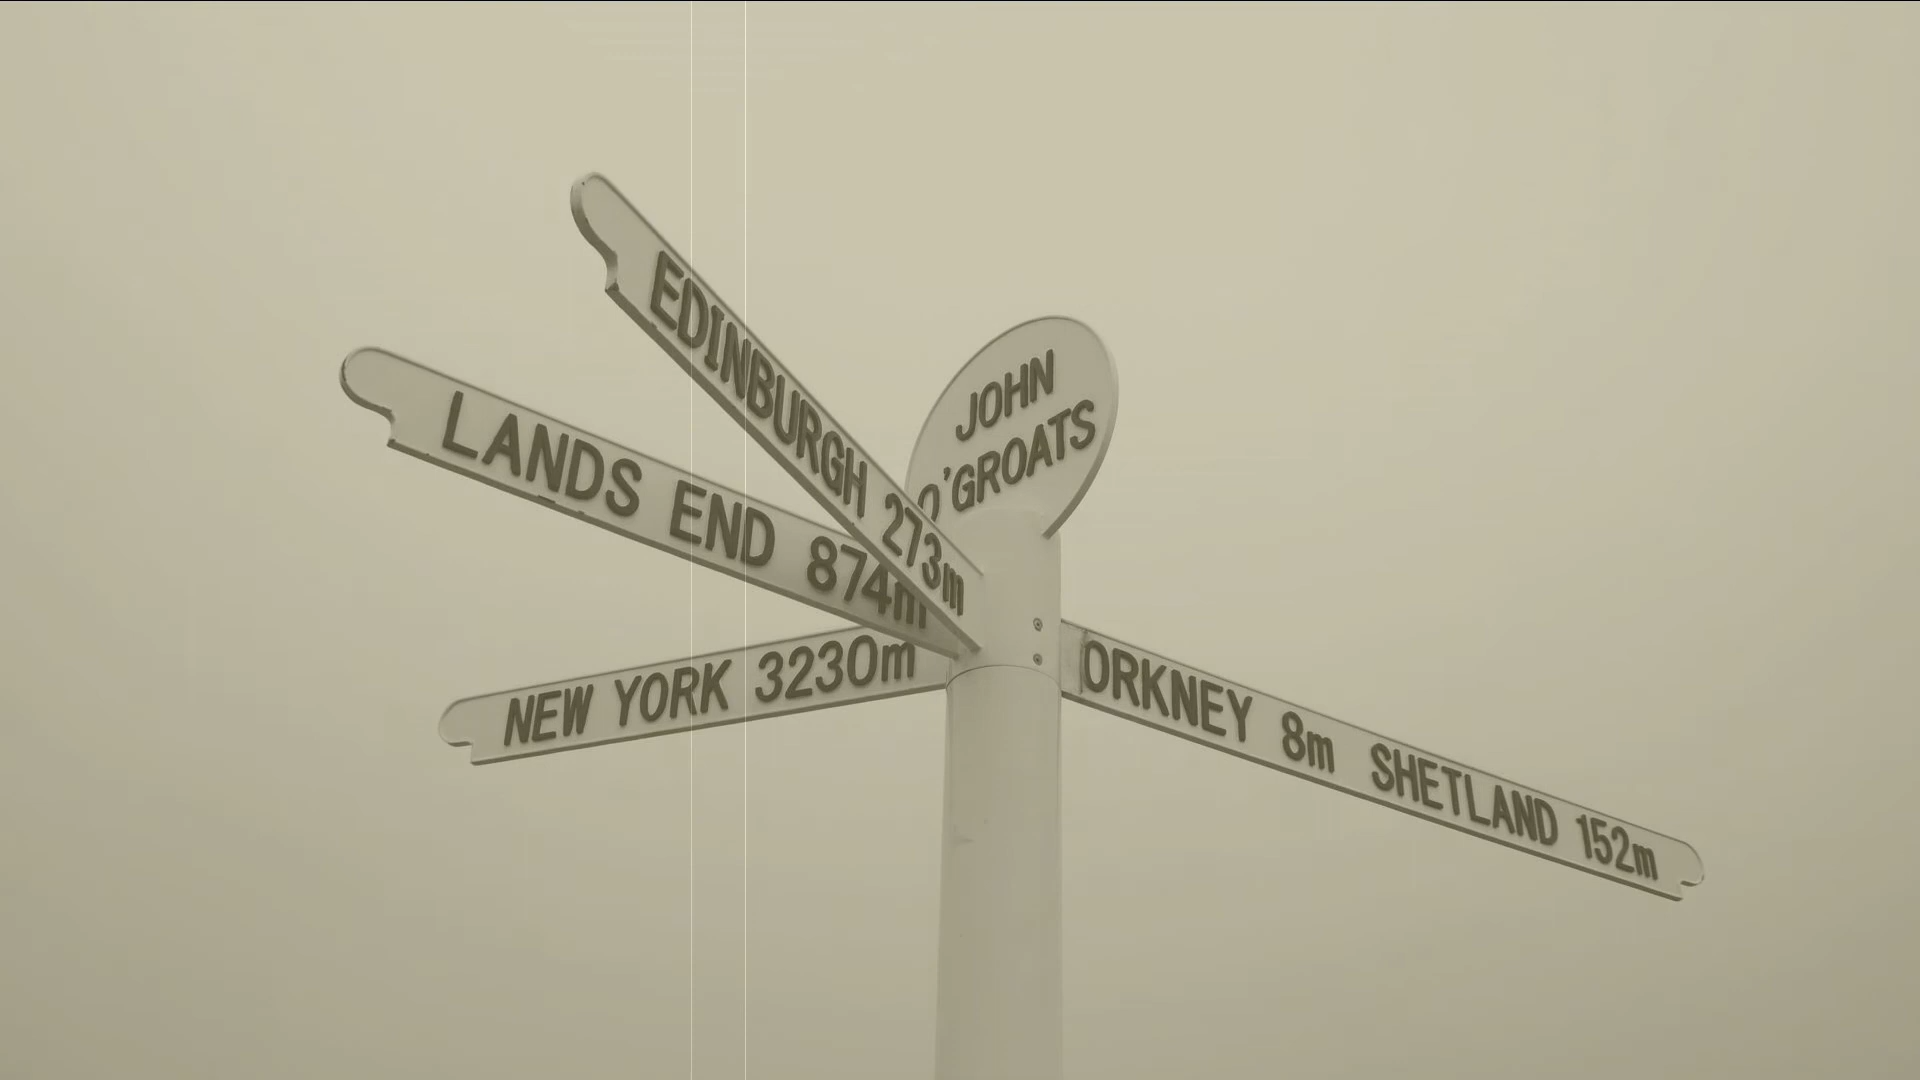 JOHN
O'GROATS
EDINBURGH 273m
LANDS END 874m
NEW YORK 3230m
ORKNEY 8m SHETLAND 152m